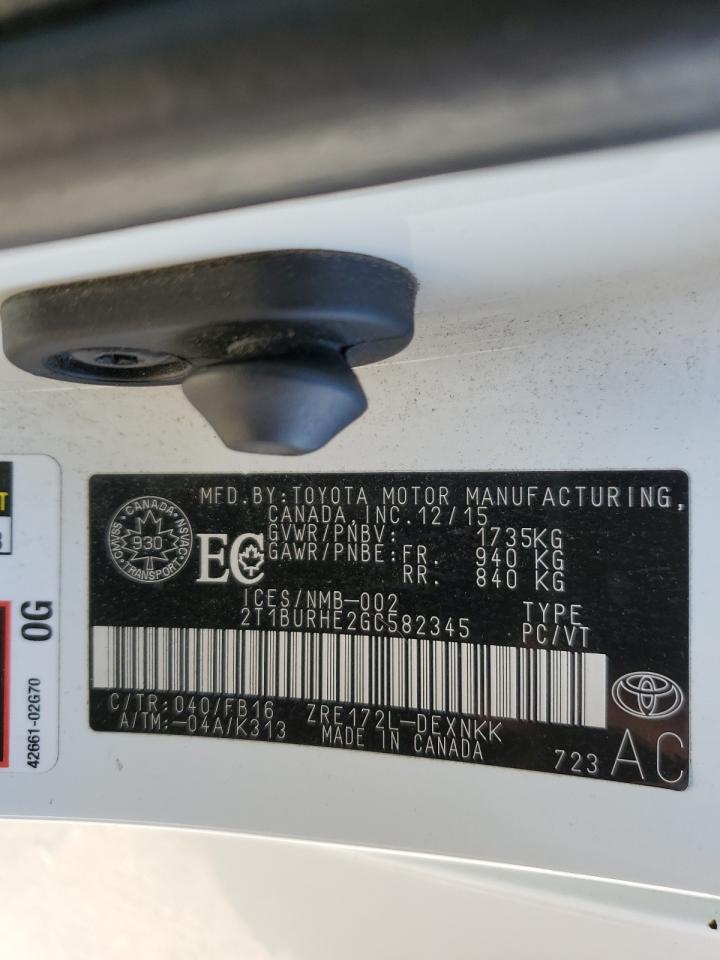 MFD.BY:TOYOTA MOTOR MANUFACTURING,
CANADA,INC.12/15
GVWR/PNBV: 1735KG
GAWR/PNBE:FR. 940 KG
RR. 840 KG
ICES/NMB-002
2T1BURHE2GC582345 TYPE
PC/VT
C/TR:040/FB16 ZRE172L-DEXNKK
A/TM:-04A/K313 MADE IN CANADA
723 AC
CANADA
930
TRANSPORT
NSVAC
EC
0G
42661-02G70
T